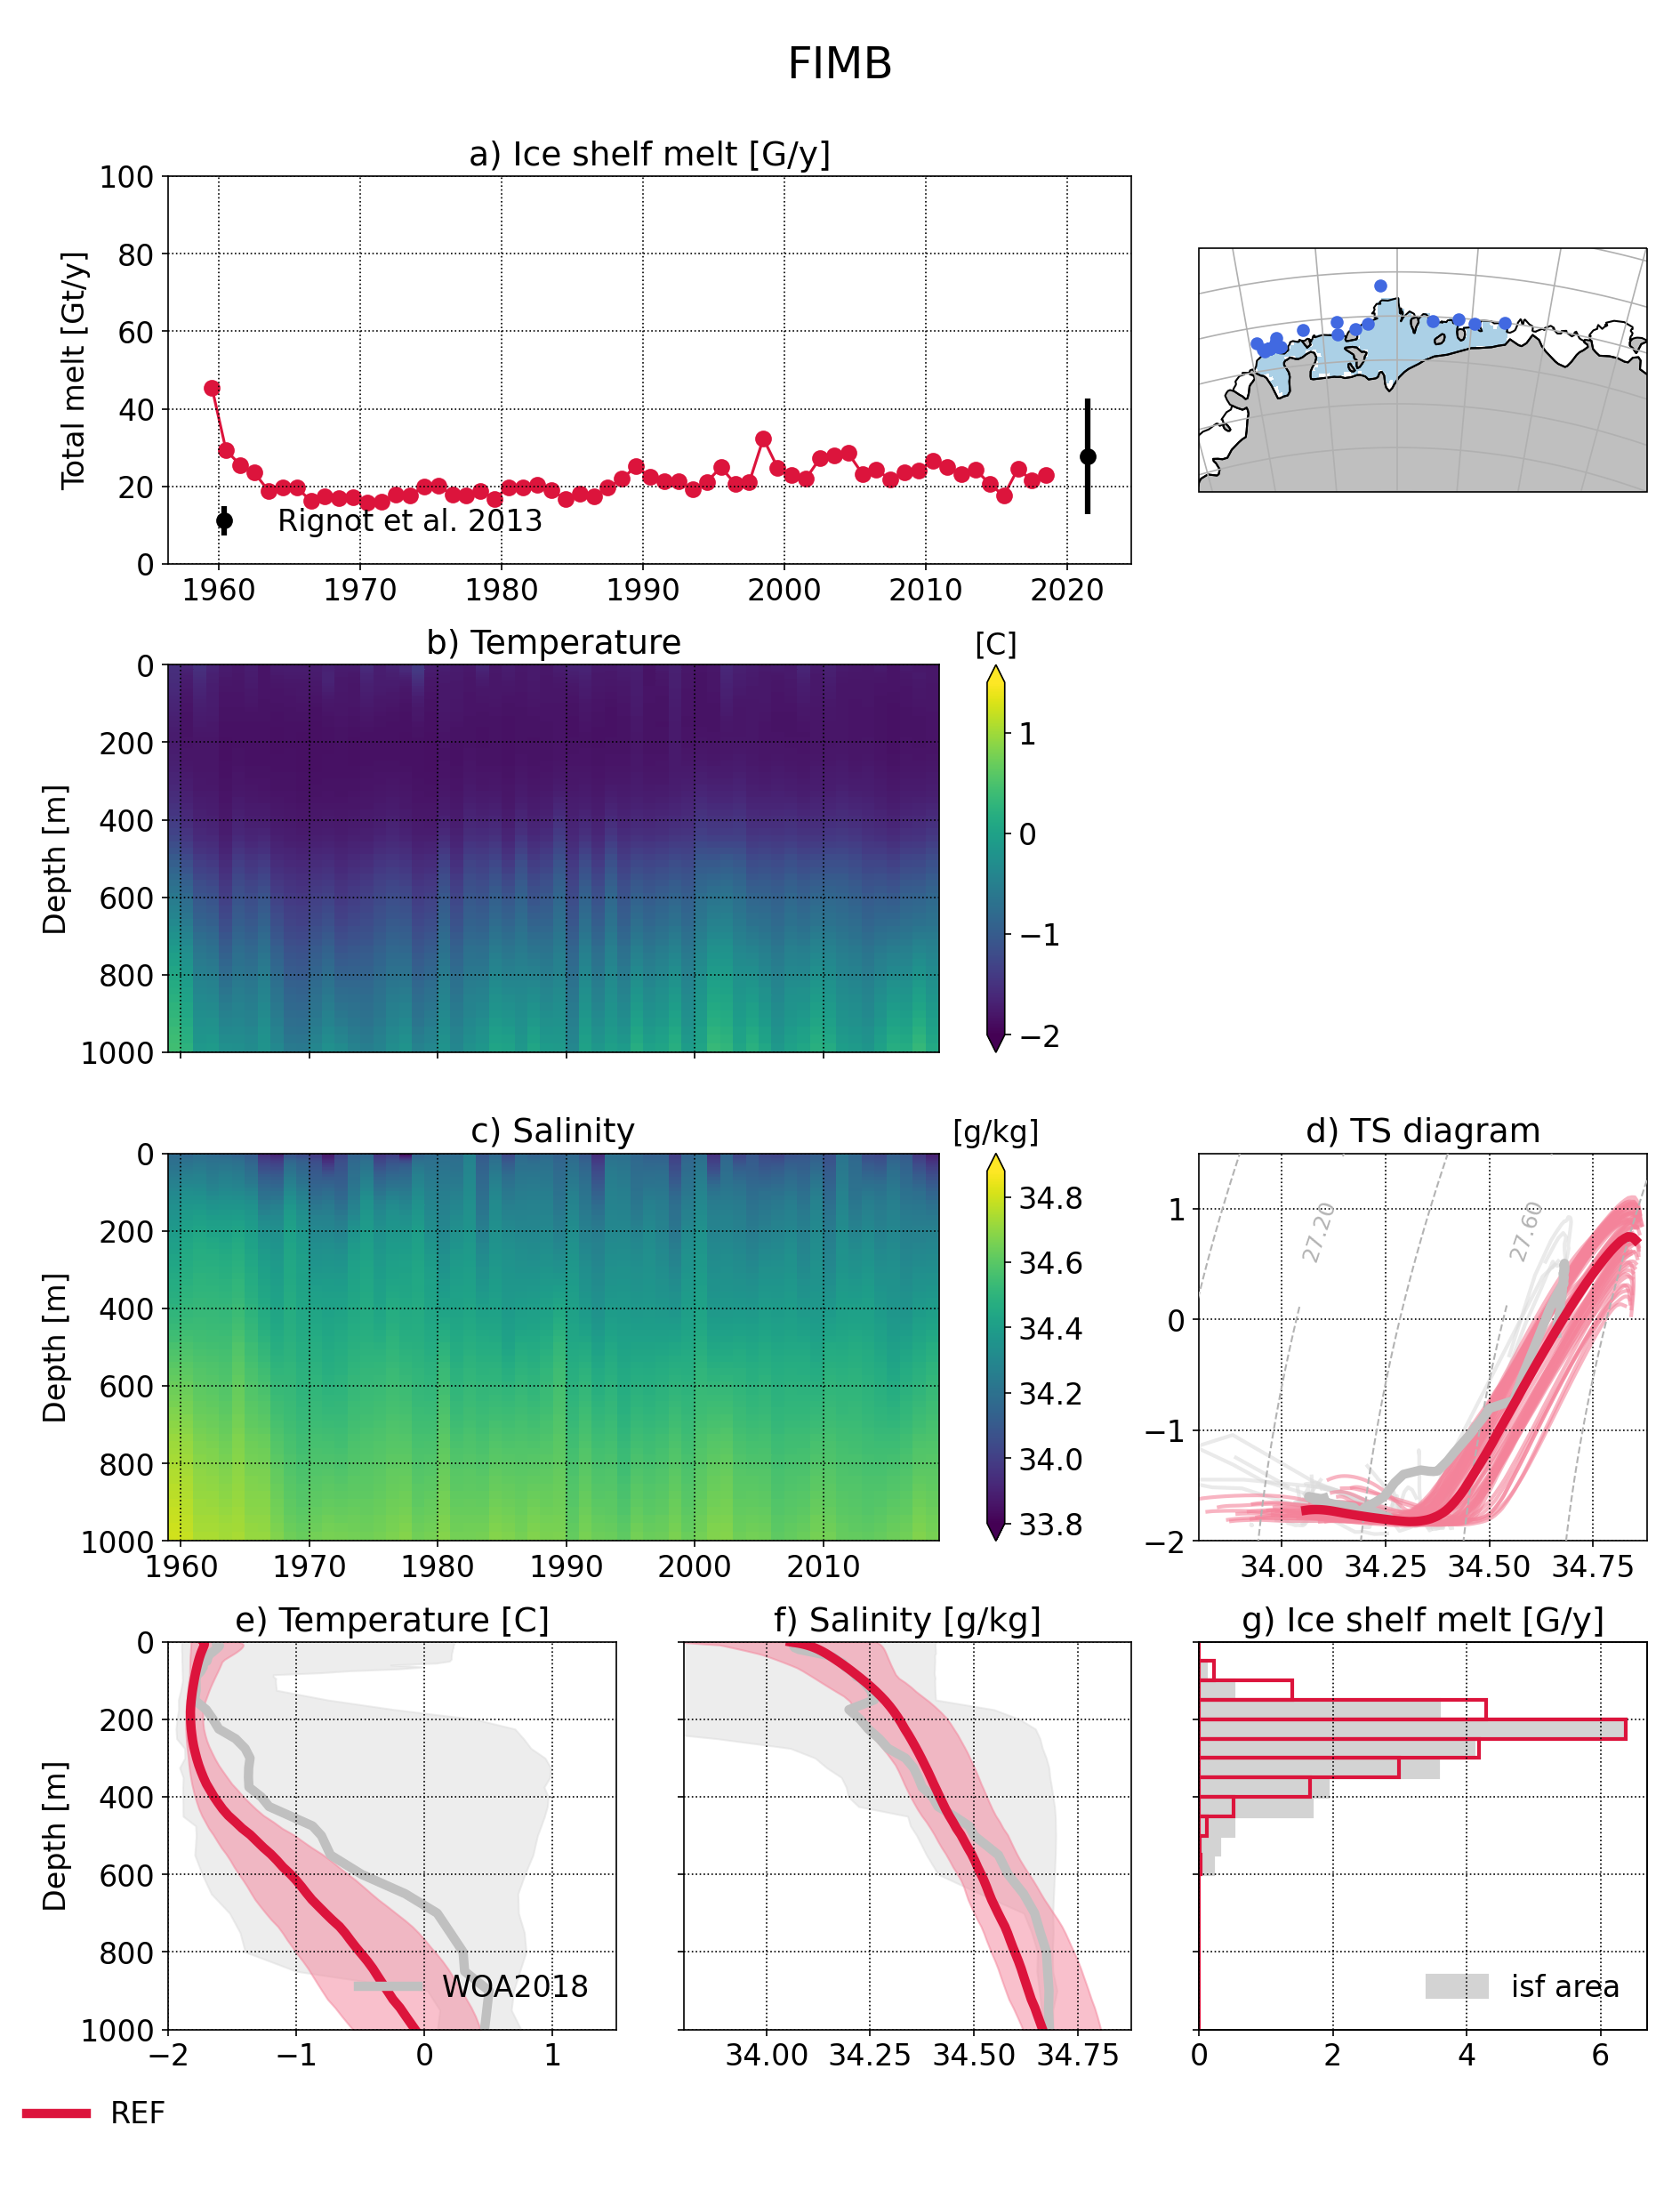 FIMB
a) Ice shelf melt [G/y]
Total melt [Gt/y]
100
80
60
40
20
0
Rignot et al. 2013
1960 1970 1980 1990 2000 2010 2020
b) Temperature
[C]
Depth [m]
0
200
400
600
800
1000
1
0
−1
−2
c) Salinity
[g/kg]
Depth [m]
0
200
400
600
800
1000
1960 1970 1980 1990 2000 2010
34.8
34.6
34.4
34.2
34.0
33.8
d) TS diagram
27.20
27.60
1
0
−1
−2
34.00 34.25 34.50 34.75
e) Temperature [C]
Depth [m]
0
200
400
600
800
1000
WOA2018
−2 −1 0 1
f) Salinity [g/kg]
34.00 34.25 34.50 34.75
g) Ice shelf melt [G/y]
isf area
0 2 4 6
REF